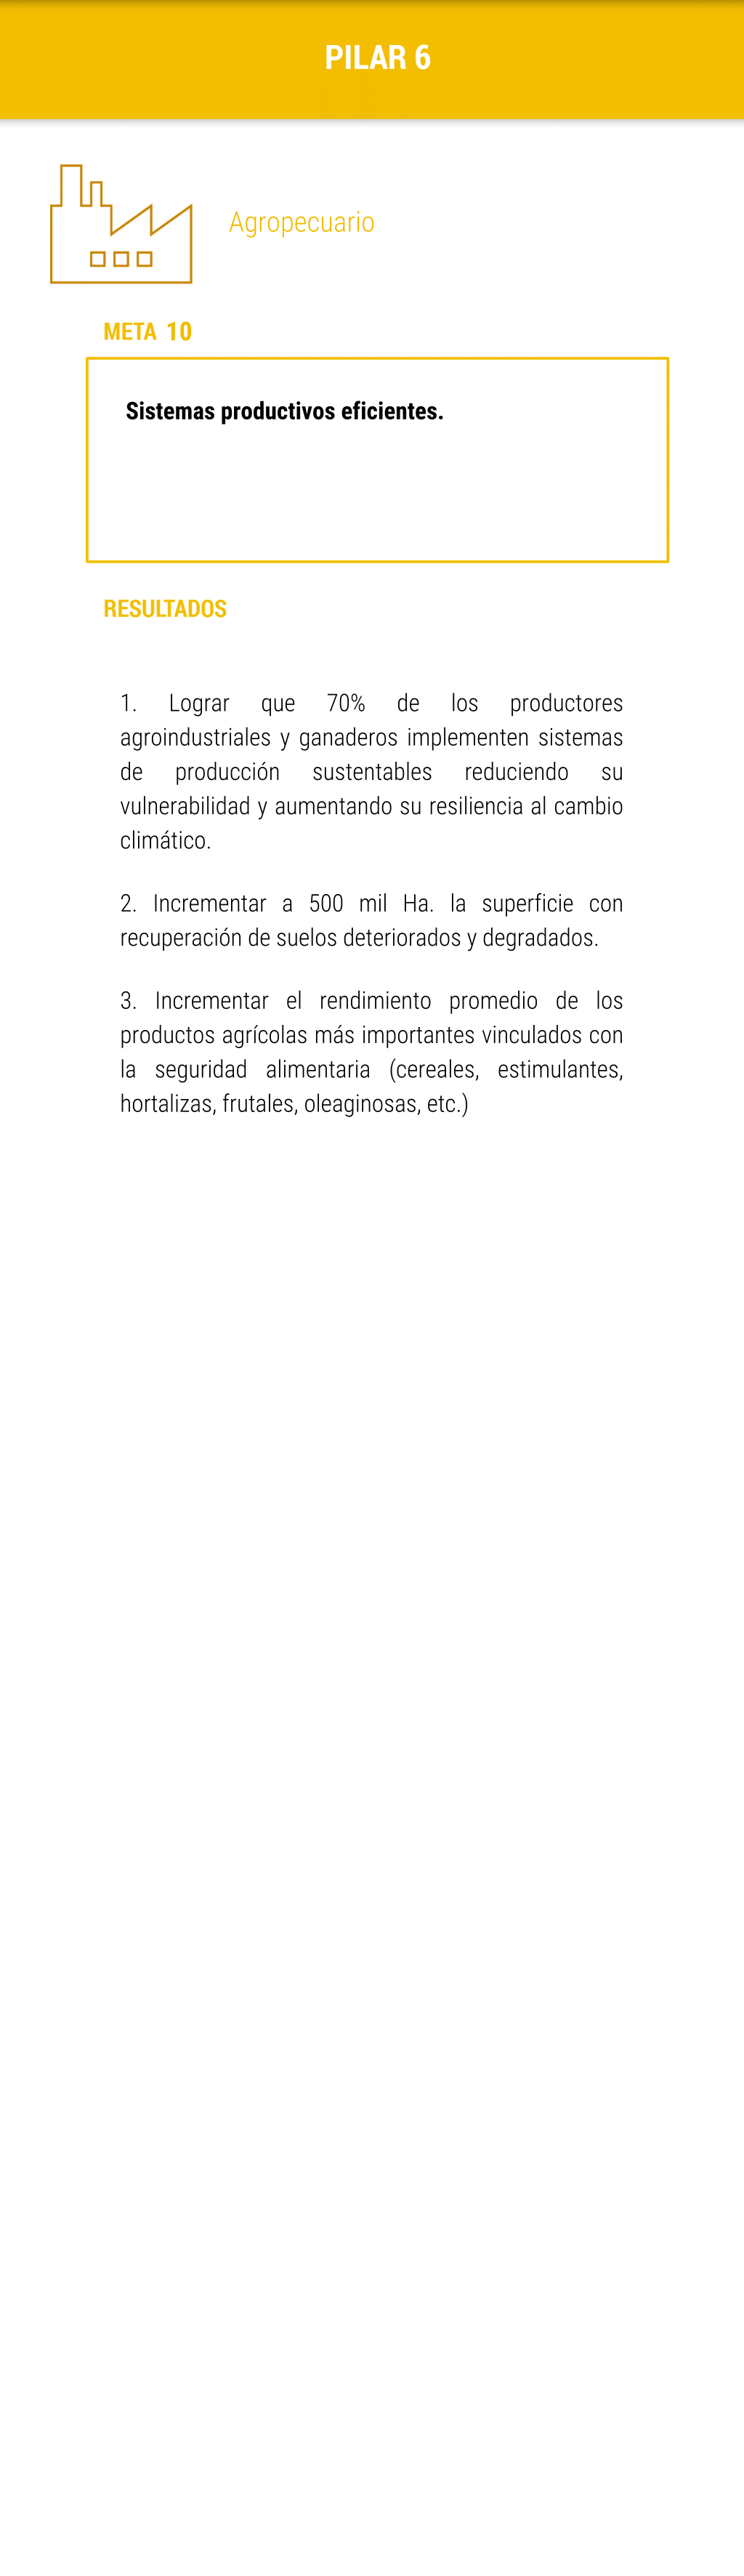 PILAR 6
Agropecuario
META 10
Sistemas productivos eficientes.
RESULTADOS
1. Lograr que 70% de los productores
agroindustriales y ganaderos implementen sistemas
de producción sustentables reduciendo su
vulnerabilidad y aumentando su resiliencia al cambio
climático.
2. Incrementar a 500 mil Ha. la superficie con
recuperación de suelos deteriorados y degradados.
3. Incrementar el rendimiento promedio de los
productos agrícolas más importantes vinculados con
la seguridad alimentaria (cereales, estimulantes,
hortalizas, frutales, oleaginosas, etc.)